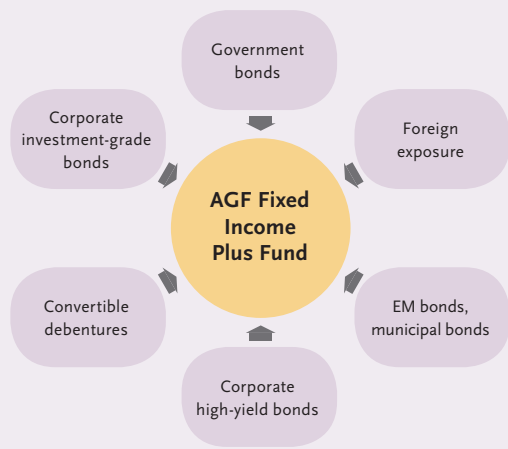 Government
bonds
Corporate
investment-grade
bonds
Foreign
exposure
AGF Fixed
Income
Plus Fund
Convertible
debentures
EM bonds,
municipal bonds
Corporate
high-yield bonds